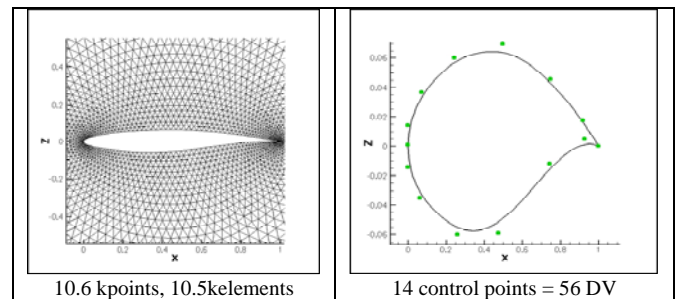 0.4
0.2
0
-0.2
-0.4
z
0 0.2 0.4 0.6 0.8 1
x
10.6 kpoints, 10.5kelements
0.06
0.04
0.02
0
-0.02
-0.04
-0.06
z
0 0.2 0.4 0.6 0.8 1
x
14 control points = 56 DV